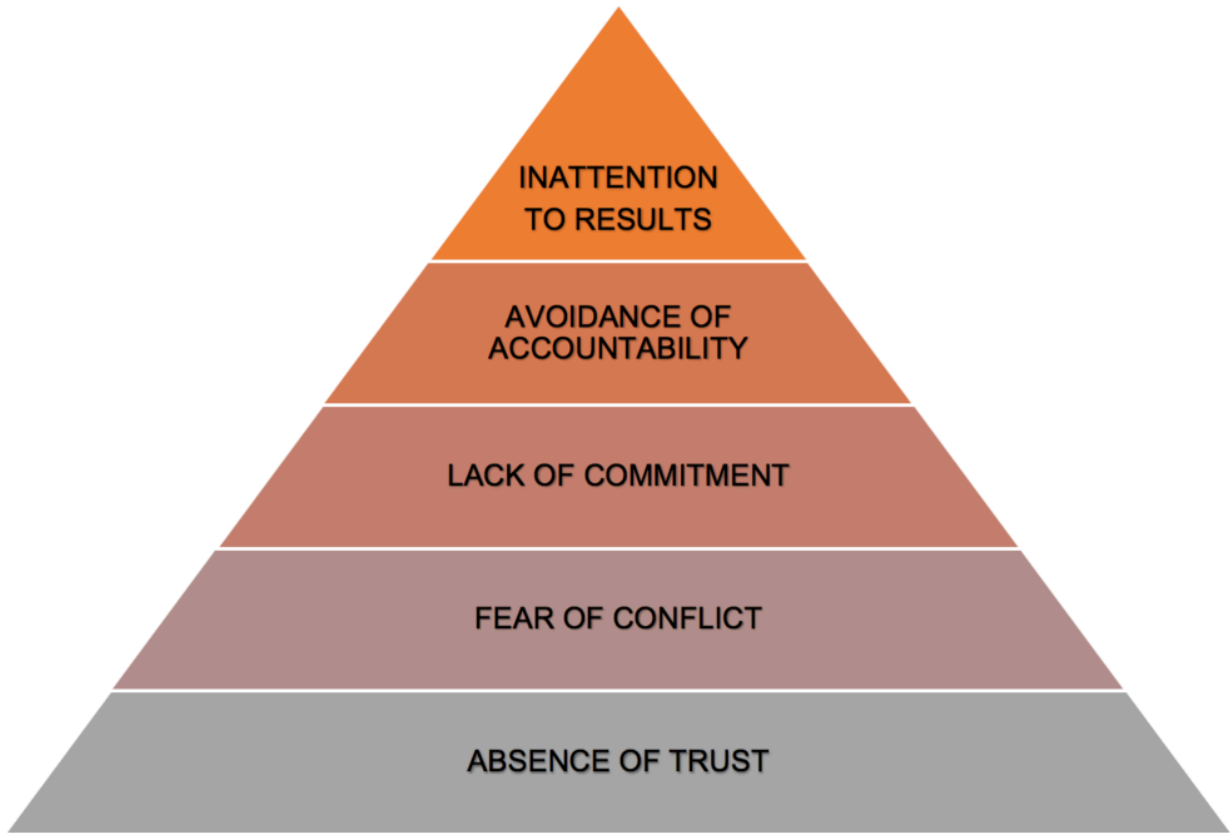 INATTENTION
TO RESULTS
AVOIDANCE OF
ACCOUNTABILITY
LACK OF COMMITMENT
FEAR OF CONFLICT
ABSENCE OF TRUST